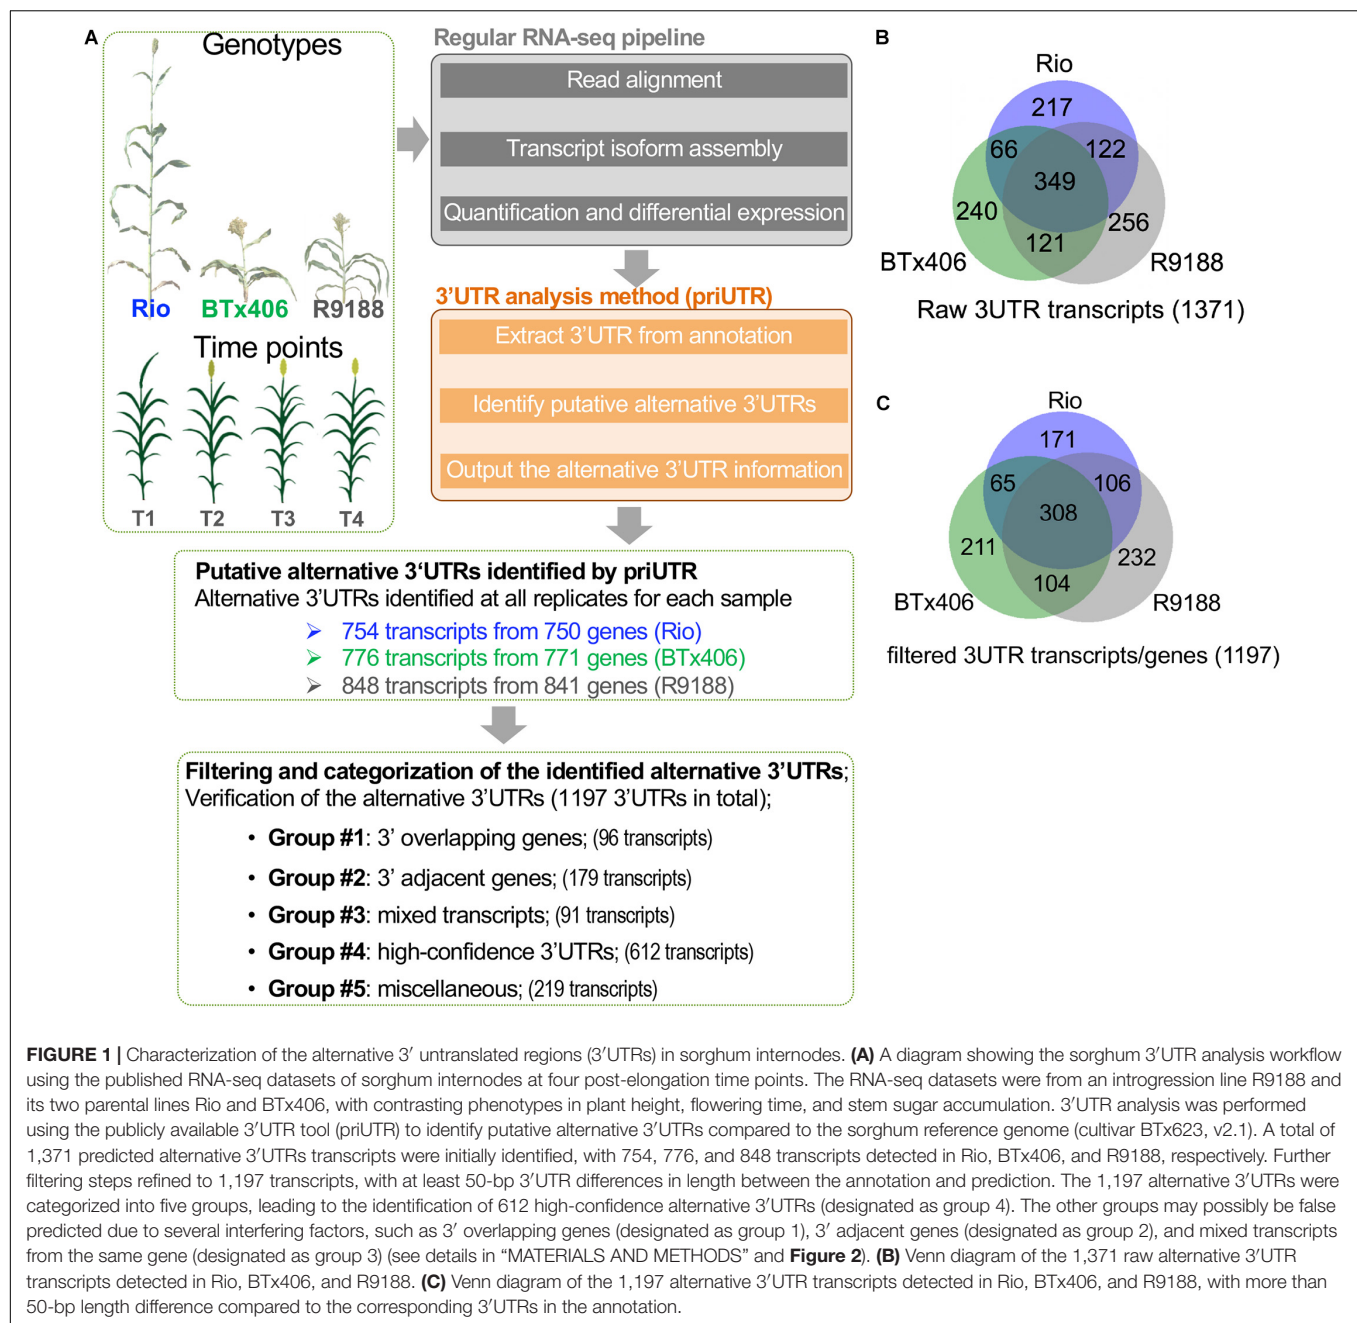 A
Genotypes
Rio
BTx406
R9188
Time points
T1
T2
T3
T4
Regular RNA-seq pipeline
Read alignment
Transcript isoform assembly
Quantification and differential expression
3’UTR analysis method (priUTR)
Extract 3’UTR from annotation
Identify putative alternative 3’UTRs
Output the alternative 3’UTR information
Putative alternative 3‘UTRs identified by priUTR
Alternative 3’UTRs identified at all replicates for each sample
➢ 754 transcripts from 750 genes (Rio)
➢ 776 transcripts from 771 genes (BTx406)
➢ 848 transcripts from 841 genes (R9188)
Filtering and categorization of the identified alternative 3’UTRs;
Verification of the alternative 3’UTRs (1197 3’UTRs in total);
• Group #1: 3’ overlapping genes; (96 transcripts)
• Group #2: 3’ adjacent genes; (179 transcripts)
• Group #3: mixed transcripts; (91 transcripts)
• Group #4: high-confidence 3’UTRs; (612 transcripts)
• Group #5: miscellaneous; (219 transcripts)
B
Rio
217
66
122
349
240
256
121
BTx406
R9188
Raw 3UTR transcripts (1371)
C
Rio
171
65
106
308
211
232
104
BTx406
R9188
filtered 3UTR transcripts/genes (1197)
FIGURE 1 | Characterization of the alternative 3′ untranslated regions (3′UTRs) in sorghum internodes. (A) A diagram showing the sorghum 3′UTR analysis workflow
using the published RNA-seq datasets of sorghum internodes at four post-elongation time points. The RNA-seq datasets were from an introgression line R9188 and
its two parental lines Rio and BTx406, with contrasting phenotypes in plant height, flowering time, and stem sugar accumulation. 3′UTR analysis was performed
using the publicly available 3′UTR tool (priUTR) to identify putative alternative 3′UTRs compared to the sorghum reference genome (cultivar BTx623, v2.1). A total of
1,371 predicted alternative 3′UTRs transcripts were initially identified, with 754, 776, and 848 transcripts detected in Rio, BTx406, and R9188, respectively. Further
filtering steps refined to 1,197 transcripts, with at least 50-bp 3′UTR differences in length between the annotation and prediction. The 1,197 alternative 3′UTRs were
categorized into five groups, leading to the identification of 612 high-confidence alternative 3′UTRs (designated as group 4). The other groups may possibly be false
predicted due to several interfering factors, such as 3′ overlapping genes (designated as group 1), 3′ adjacent genes (designated as group 2), and mixed transcripts
from the same gene (designated as group 3) (see details in “MATERIALS AND METHODS” and Figure 2). (B) Venn diagram of the 1,371 raw alternative 3′UTR
transcripts detected in Rio, BTx406, and R9188. (C) Venn diagram of the 1,197 alternative 3′UTR transcripts detected in Rio, BTx406, and R9188, with more than
50-bp length difference compared to the corresponding 3′UTRs in the annotation.